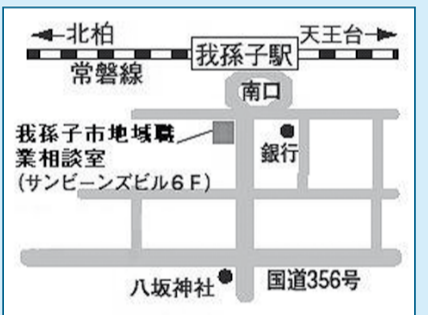 北柏
天王台
我孫子駅
常磐線
南口
我孫子市地域職
業相談室
(サンビーンズビル6F)
銀行
八坂神社
国道356号